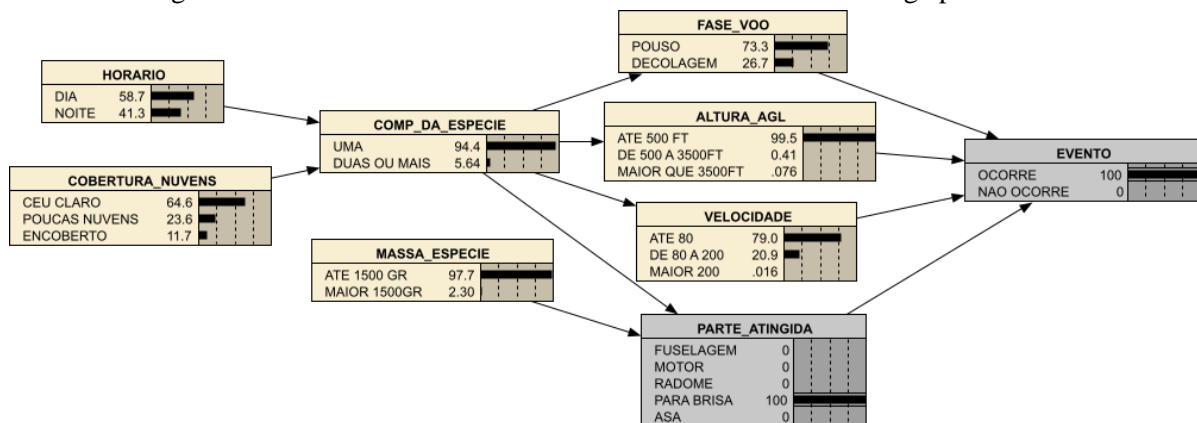 FASE_VOO
POUSO 73.3
DECOLAGEM 26.7
HORARIO
DIA 58.7
NOITE 41.3
COMP_DA_ESPECIE
UMA 94.4
DUAS OU MAIS 5.64
ALTURA_AGL
ATE 500 FT 99.5
DE 500 A 3500FT 0.41
MAIOR QUE 3500FT .076
EVENTO
OCORRE 100
NAO OCORRE 0
COBERTURA_NUVENS
CEU CLARO 64.6
POUCAS NUVENS 23.6
ENCOBERTO 11.7
VELOCIDADE
ATE 80 79.0
DE 80 A 200 20.9
MAIOR 200 .016
MASSA_ESPECIE
ATE 1500 GR 97.7
MAIOR 1500GR 2.30
PARTE_ATINGIDA
FUSELAGEM 0
MOTOR 0
RADOME 0
PARA BRISA 100
ASA 0